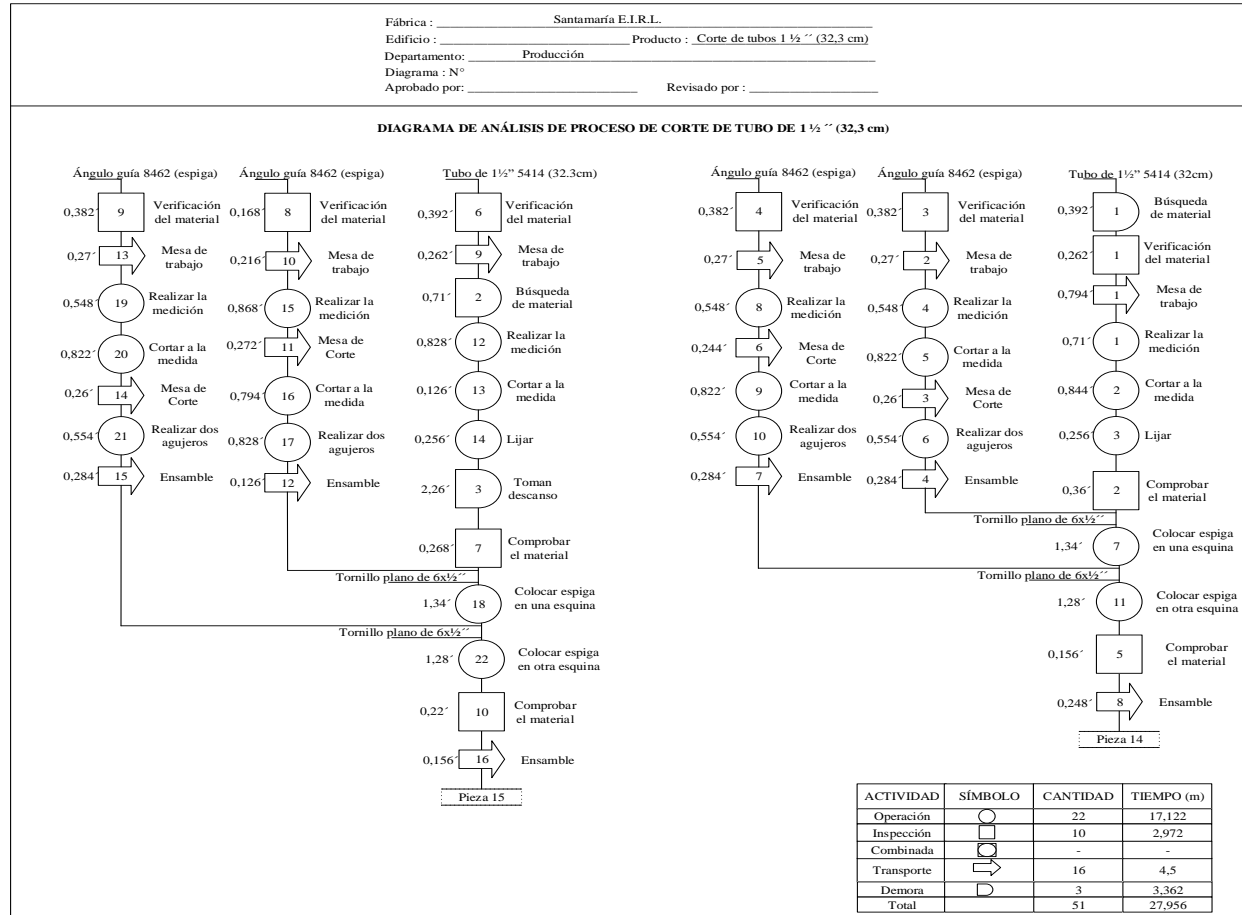 Fábrica : Santamaría E.I.R.L.
Edificio : Producto : Corte de tubos 1 ½ ´´ (32,3 cm)
Departamento: Producción
Diagrama : N°
Aprobado por: Revisado por :
DIAGRAMA DE ANÁLISIS DE PROCESO DE CORTE DE TUBO DE 1 ½ ´´ (32,3 cm)
Ángulo guía 8462 (espiga)
0,382´ 9 Verificación
del material
0,27´ 13 Mesa de
trabajo
0,548´ 19 Realizar la
medición
0,822´ 20 Cortar a la
medida
0,26´ 14 Mesa de
Corte
0,554´ 21 Realizar dos
agujeros
0,284´ 15 Ensamble
Ángulo guía 8462 (espiga)
0,168´ 8 Verificación
del material
0,216´ 10 Mesa de
trabajo
0,868´ 15 Realizar la
medición
0,272´ 11 Mesa de
Corte
0,794´ 16 Cortar a la
medida
0,828´ 17 Realizar dos
agujeros
0,126´ 12 Ensamble
Tubo de 1½” 5414 (32.3cm)
0,392´ 6 Verificación
del material
0,262´ 9 Mesa de
trabajo
0,71´ 2 Búsqueda
de material
0,828´ 12 Realizar la
medición
0,126´ 13 Cortar a la
medida
0,256´ 14 Lijar
2,26´ 3 Toman
descanso
0,268´ 7 Comprobar
el material
Tornillo plano de 6x½´´
1,34´ 18 Colocar espiga
en una esquina
Tornillo plano de 6x½´´
1,28´ 22 Colocar espiga
en otra esquina
0,22´ 10 Comprobar
el material
0,156´ 16 Ensamble
Pieza 15
Ángulo guía 8462 (espiga)
0,382´ 4 Verificación
del material
0,27´ 5 Mesa de
trabajo
0,548´ 8 Realizar la
medición
0,244´ 6 Mesa de
Corte
0,822´ 9 Cortar a la
medida
0,554´ 10 Realizar dos
agujeros
0,284´ 7 Ensamble
Ángulo guía 8462 (espiga)
0,382´ 3 Verificación
del material
0,27´ 2 Mesa de
trabajo
0,548´ 4 Realizar la
medición
0,822´ 5 Cortar a la
medida
0,26´ 3 Mesa de
Corte
0,554´ 6 Realizar dos
agujeros
0,284´ 4 Ensamble
Tubo de 1½” 5414 (32cm)
0,392´ 1 Búsqueda
de material
0,262´ 1 Verificación
del material
0,794´ 1 Mesa de
trabajo
0,71´ 1 Realizar la
medición
0,844´ 2 Cortar a la
medida
0,256´ 3 Lijar
0,36´ 2 Comprobar
el material
Tornillo plano de 6x½´´
1,34´ 7 Colocar espiga
en una esquina
Tornillo plano de 6x½´´
1,28´ 11 Colocar espiga
en otra esquina
0,156´ 5 Comprobar
el material
0,248´ 8 Ensamble
Pieza 14
ACTIVIDAD SÍMBOLO CANTIDAD TIEMPO (m)
Operación 22 17,122
Inspección 10 2,972
Combinada - -
Transporte 16 4,5
Demora 3 3,362
Total 51 27,956